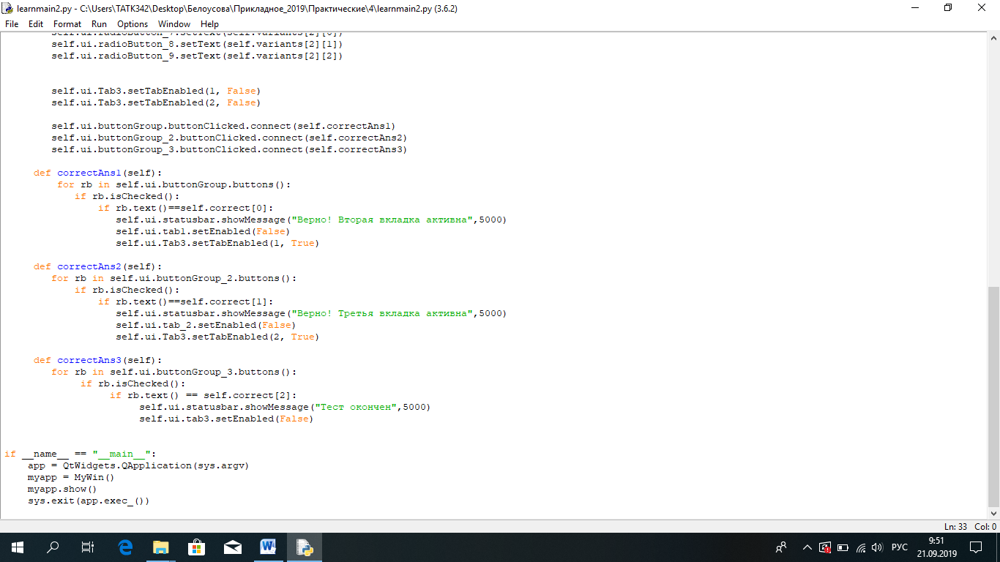 learnmain2.py - C:\Users\TATK342\Desktop\Белоусова\Прикладное_2019\Практические\4\learnmain2.py (3.6.2)
File Edit Format Run Options Window Help
self.ui.radioButton_7.setText(self.variants[2][0])
self.ui.radioButton_8.setText(self.variants[2][1])
self.ui.radioButton_9.setText(self.variants[2][2])
self.ui.Tab3.setTabEnabled(1, False)
self.ui.Tab3.setTabEnabled(2, False)
self.ui.buttonGroup.buttonClicked.connect(self.correctAns1)
self.ui.buttonGroup_2.buttonClicked.connect(self.correctAns2)
self.ui.buttonGroup_3.buttonClicked.connect(self.correctAns3)
def correctAns1(self):
for rb in self.ui.buttonGroup.buttons():
if rb.isChecked():
if rb.text()==self.correct[0]:
self.ui.statusbar.showMessage("Верно! Вторая вкладка активна",5000)
self.ui.tab1.setEnabled(False)
self.ui.Tab3.setTabEnabled(1, True)
def correctAns2(self):
for rb in self.ui.buttonGroup_2.buttons():
if rb.isChecked():
if rb.text()==self.correct[1]:
self.ui.statusbar.showMessage("Верно! Третья вкладка активна",5000)
self.ui.tab_2.setEnabled(False)
self.ui.Tab3.setTabEnabled(2, True)
def correctAns3(self):
for rb in self.ui.buttonGroup_3.buttons():
if rb.isChecked():
if rb.text() == self.correct[2]:
self.ui.statusbar.showMessage("Тест окончен",5000)
self.ui.tab3.setEnabled(False)
if __name__ == "__main__":
app = QtWidgets.QApplication(sys.argv)
myapp = MyWin()
myapp.show()
sys.exit(app.exec_())
Ln: 33 Col: 0
РУС
9:51
21.09.2019